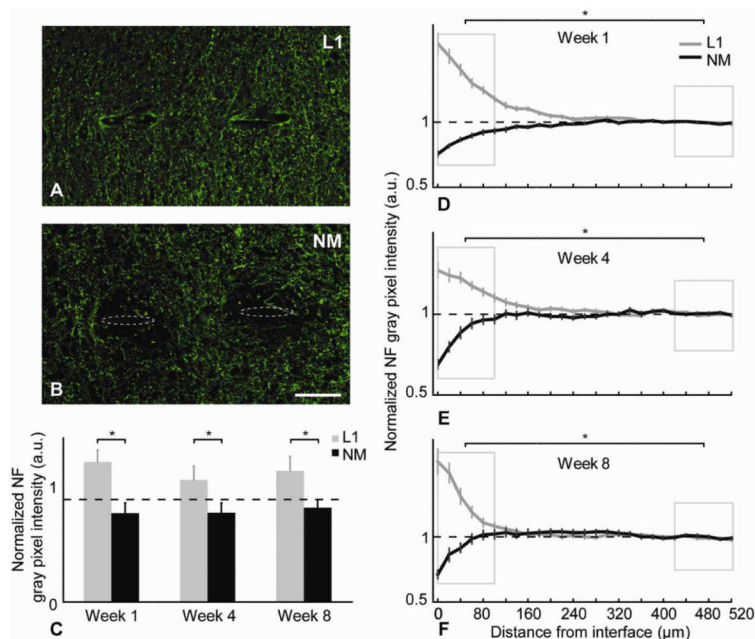 L1
A
NM
B
Normalized NF
gray pixel intensity (a.u.)
1
0
*
*
*
L1
NM
Week 1
Week 4
Week 8
C
Normalized NF gray pixel intensity (a.u.)
*
Week 1
L1
NM
1
0.5
D
*
Week 4
1
0.5
E
*
Week 8
1
0.5
F
0 80 160 240 320 400 440 520
Distance from interface (µm)